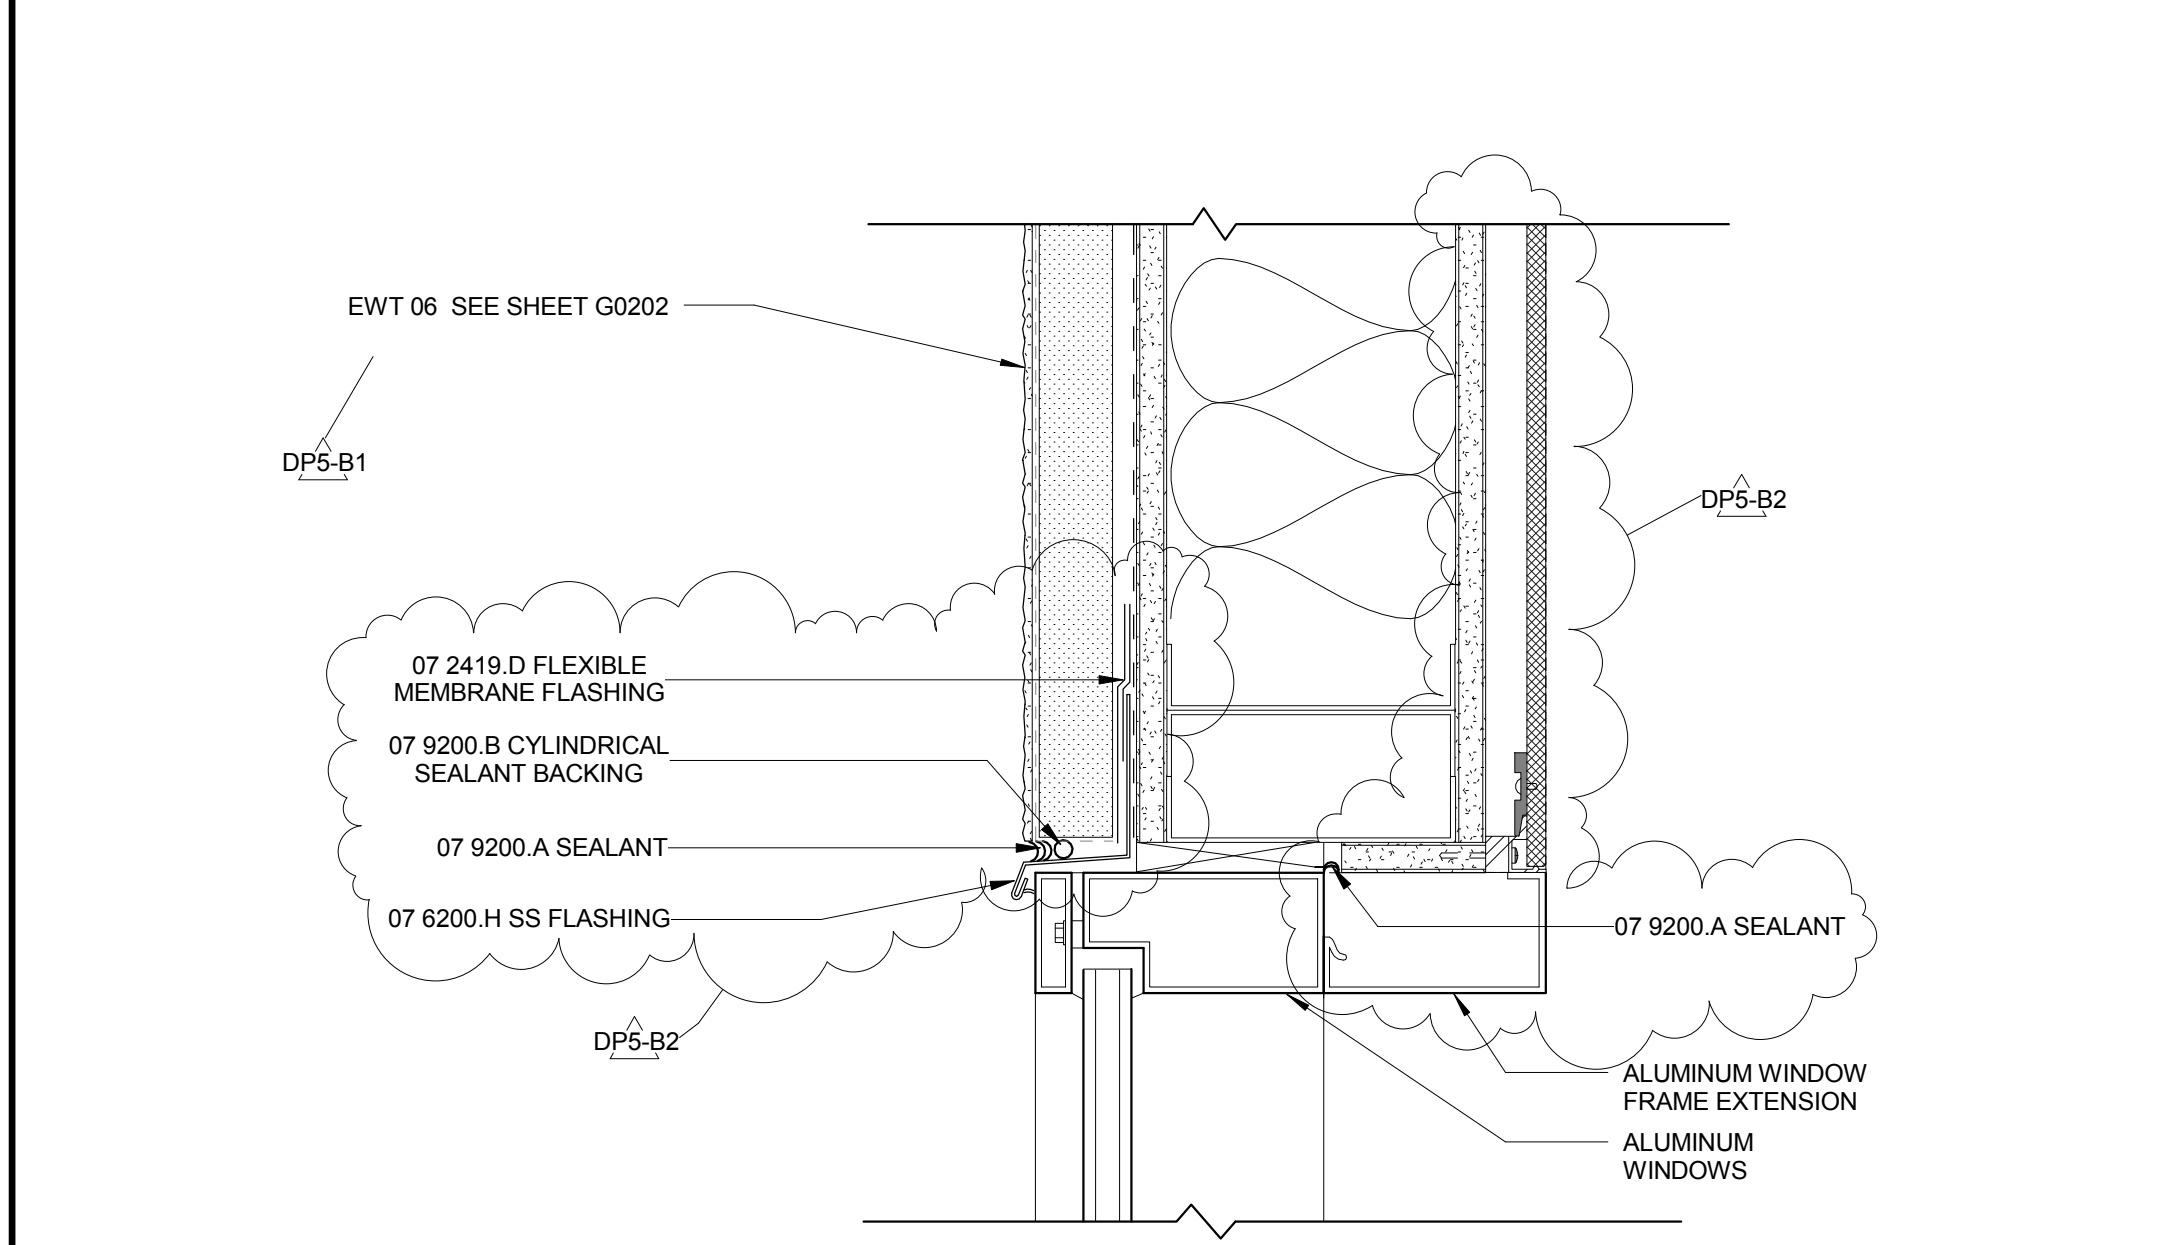 EWT 06 SEE SHEET G0202
DP5-B1
DP5-B2
07 2419.D FLEXIBLE
MEMBRANE FLASHING
07 9200.B CYLINDRICAL
SEALANT BACKING
07 9200.A SEALANT
07 6200.H SS FLASHING
07 9200.A SEALANT
DP5-B2
ALUMINUM WINDOW
FRAME EXTENSION
ALUMINUM
WINDOWS